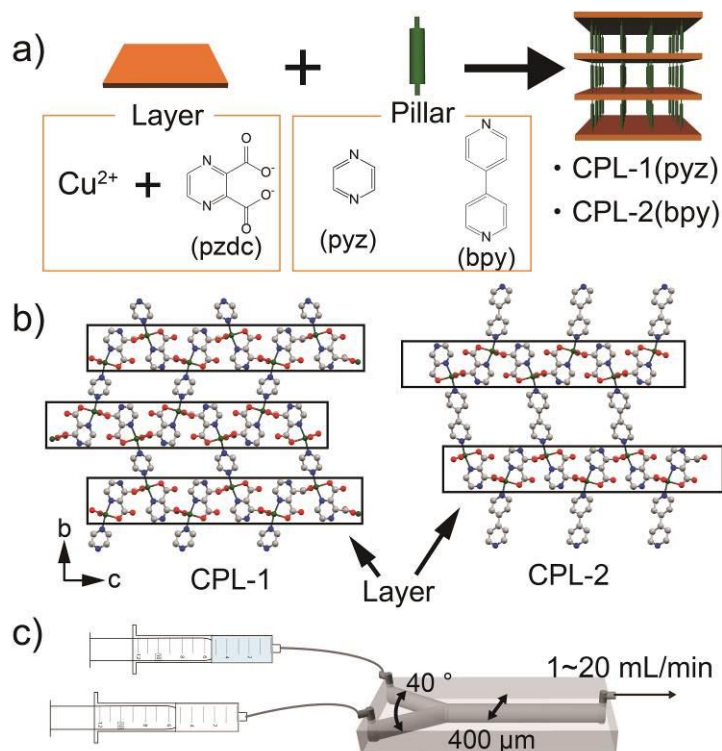 a)
Layer
Pillar
Cu²⁺ +
N
N
O
O⁻
O⁻
O
(pzdc)
N
N
(pyz)
N
N
(bpy)
• CPL-1(pyz)
• CPL-2(bpy)
b)
b
c
CPL-1
Layer
CPL-2
c)
40 °
1~20 mL/min
400 µm